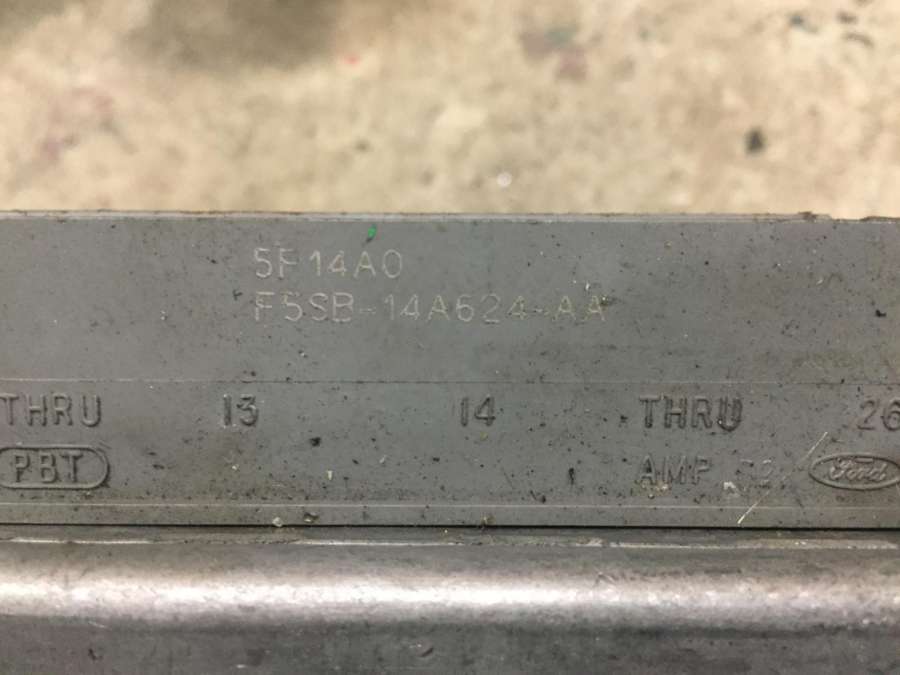 5F14A0
F5SB-14A624-AA
THRU 13 14 THRU 26
PBT AMP Ford